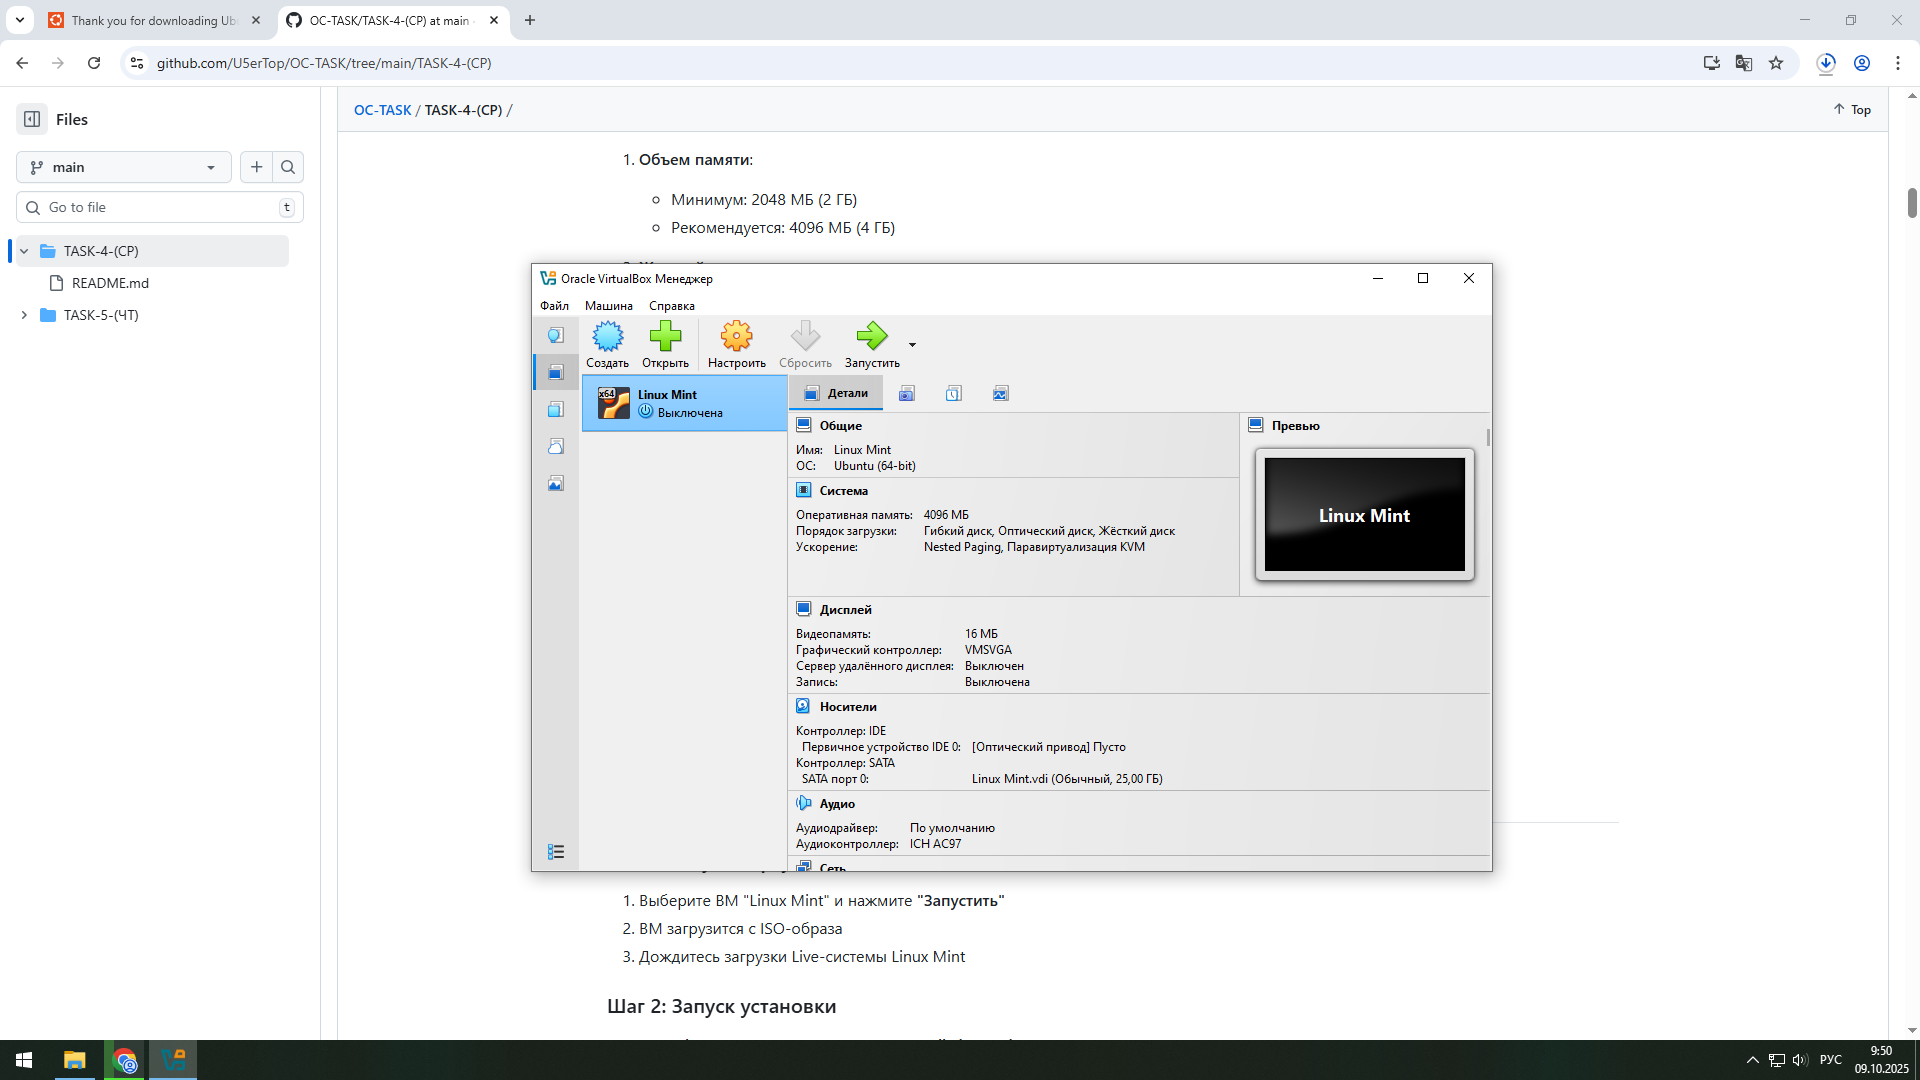 Thank you for downloading Ub
OC-TASK/TASK-4-(CP) at main
github.com/U5erTop/OC-TASK/tree/main/TASK-4-(CP)
Files
OC-TASK / TASK-4-(CP) /
Top
main
Go to file
t
TASK-4-(CP)
README.md
TASK-5-(ЧТ)
1. Объем памяти:
Минимум: 2048 МБ (2 ГБ)
Рекомендуется: 4096 МБ (4 ГБ)
Oracle VirtualBox Менеджер
Файл Машина Справка
Создать Открыть Настроить Сбросить Запустить
x64
Linux Mint
Выключена
Детали
Общие
Имя: Linux Mint
ОС: Ubuntu (64-bit)
Система
Оперативная память: 4096 МБ
Порядок загрузки: Гибкий диск, Оптический диск, Жёсткий диск
Ускорение: Nested Paging, Паравиртуализация KVM
Превью
Linux Mint
Дисплей
Видеопамять: 16 МБ
Графический контроллер: VMSVGA
Сервер удалённого дисплея: Выключен
Запись: Выключена
Носители
Контроллер: IDE
Первичное устройство IDE 0: [Оптический привод] Пусто
Контроллер: SATA
SATA порт 0: Linux Mint.vdi (Обычный, 25,00 ГБ)
Аудио
Аудиодрайвер: По умолчанию
Аудиоконтроллер: ICH AC97
Сеть
1. Выберите ВМ "Linux Mint" и нажмите "Запустить"
2. ВМ загрузится с ISO-образа
3. Дождитесь загрузки Live-системы Linux Mint
Шаг 2: Запуск установки
РУС
9:50
09.10.2025